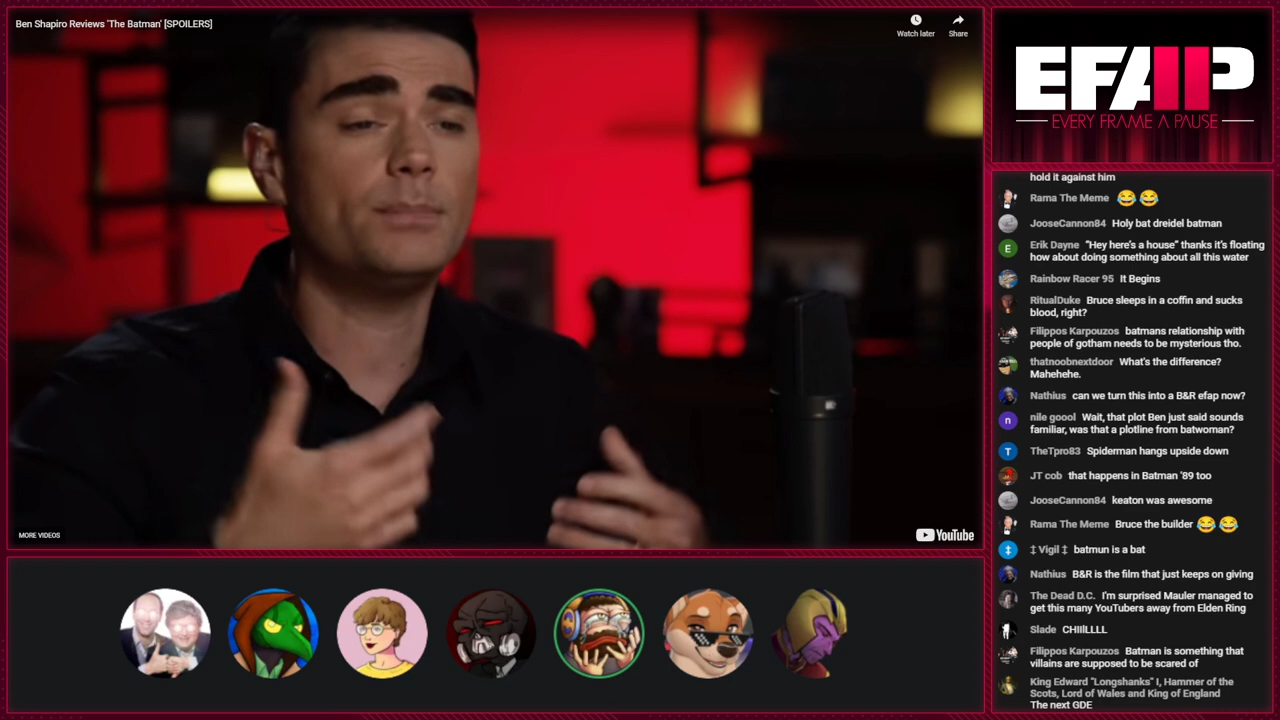 Ben Shapiro Reviews 'The Batman' [SPOILERS]
Watch later
Share
MORE VIDEOS
YouTube
EFAP
EVERY FRAME A PAUSE
hold it against him
Rama The Meme 😂😂
JooseCannon84 Holy bat dreidel batman
E
Erik Dayne “Hey here's a house” thanks it's floating
how about doing something about all this water
Rainbow Racer 95 It Begins
RitualDuke Bruce sleeps in a coffin and sucks
blood, right?
Filippos Karpouzos batmans relationship with
people of gotham needs to be mysterious tho.
thatnoobnextdoor What's the difference?
Mahehehe.
Nathius can we turn this into a B&R efap now?
n
nile goool Wait, that plot Ben just said sounds
familiar, was that a plotline from batwoman?
T
TheTpro83 Spiderman hangs upside down
JT cob that happens in Batman '89 too
JooseCannon84 keaton was awesome
Rama The Meme Bruce the builder 😂😂
‡
‡ Vigil ‡ batmun is a bat
Nathius B&R is the film that just keeps on giving
The Dead D.C. I'm surprised Mauler managed to
get this many YouTubers away from Elden Ring
Slade CHIIlLLLL
Filippos Karpouzos Batman is something that
villains are supposed to be scared of
King Edward "Longshanks" I, Hammer of the
Scots, Lord of Wales and King of England
The next GDE